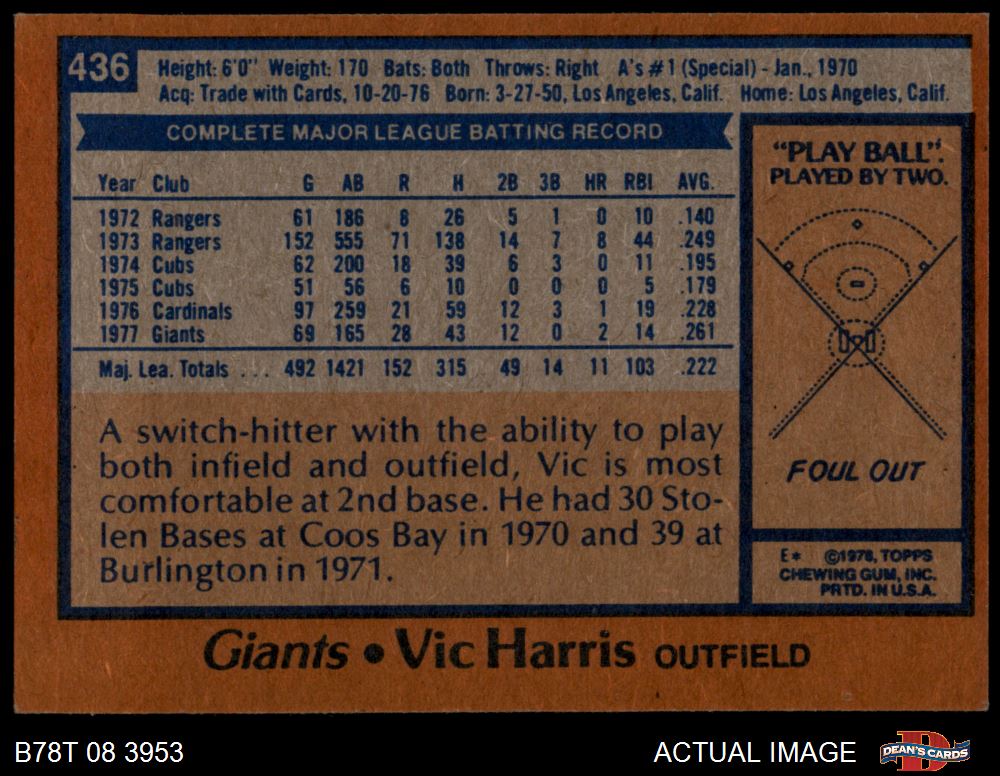 436
Height: 6'0" Weight: 170 Bats: Both Throws: Right A's #1 (Special) - Jan., 1970
Acq: Trade with Cards, 10-20-76 Born: 3-27-50, Los Angeles, Calif. Home: Los Angeles, Calif.
COMPLETE MAJOR LEAGUE BATTING RECORD
Year Club G AB R H 2B 3B HR RBI AVG.
1972 Rangers 61 186 8 26 5 1 0 10 .140
1973 Rangers 152 555 71 138 14 7 8 44 .249
1974 Cubs 62 200 18 39 6 3 0 11 .195
1975 Cubs 51 56 6 10 0 0 0 5 .179
1976 Cardinals 97 259 21 59 12 3 1 19 .228
1977 Giants 69 165 28 43 12 0 2 14 .261
Maj. Lea. Totals ... 492 1421 152 315 49 14 11 103 .222
A switch-hitter with the ability to play
both infield and outfield, Vic is most
comfortable at 2nd base. He had 30 Sto-
len Bases at Coos Bay in 1970 and 39 at
Burlington in 1971.
"PLAY BALL".
PLAYED BY TWO.
FOUL OUT
E* ©1978, TOPPS
CHEWING GUM, INC.
PRTD. IN U.S.A.
Giants • Vic Harris OUTFIELD
B78T 08 3953
ACTUAL IMAGE
D
DEAN'S CARDS